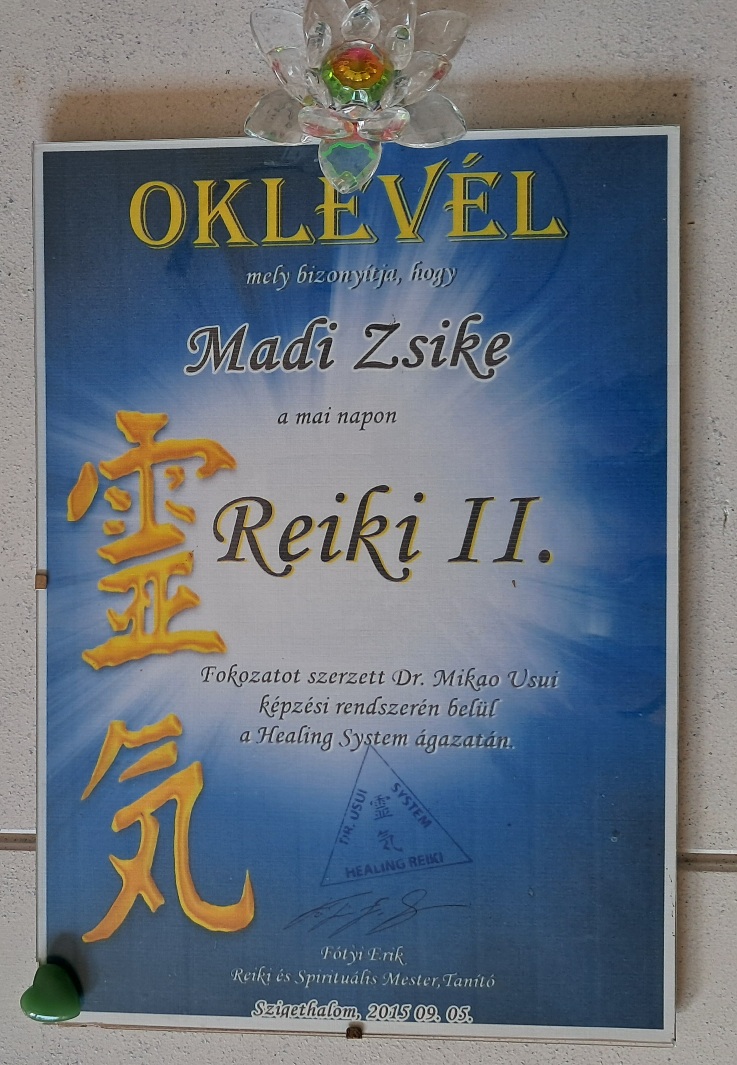 OKLEVÉL
mely bizonyítja, hogy
Madi Zsike
a mai napon
Reiki II.
靈
気
Fokozatot szerzett Dr. Mikao Usui
képzési rendszerén belül
a Healing System ágazatán.
DR. USUI
SYSTEM
靈
気
HEALING REIKI
Fótyi Erik
Reiki és Spirituális Mester,Tanító
Szigethalom, 2015 09. 05.